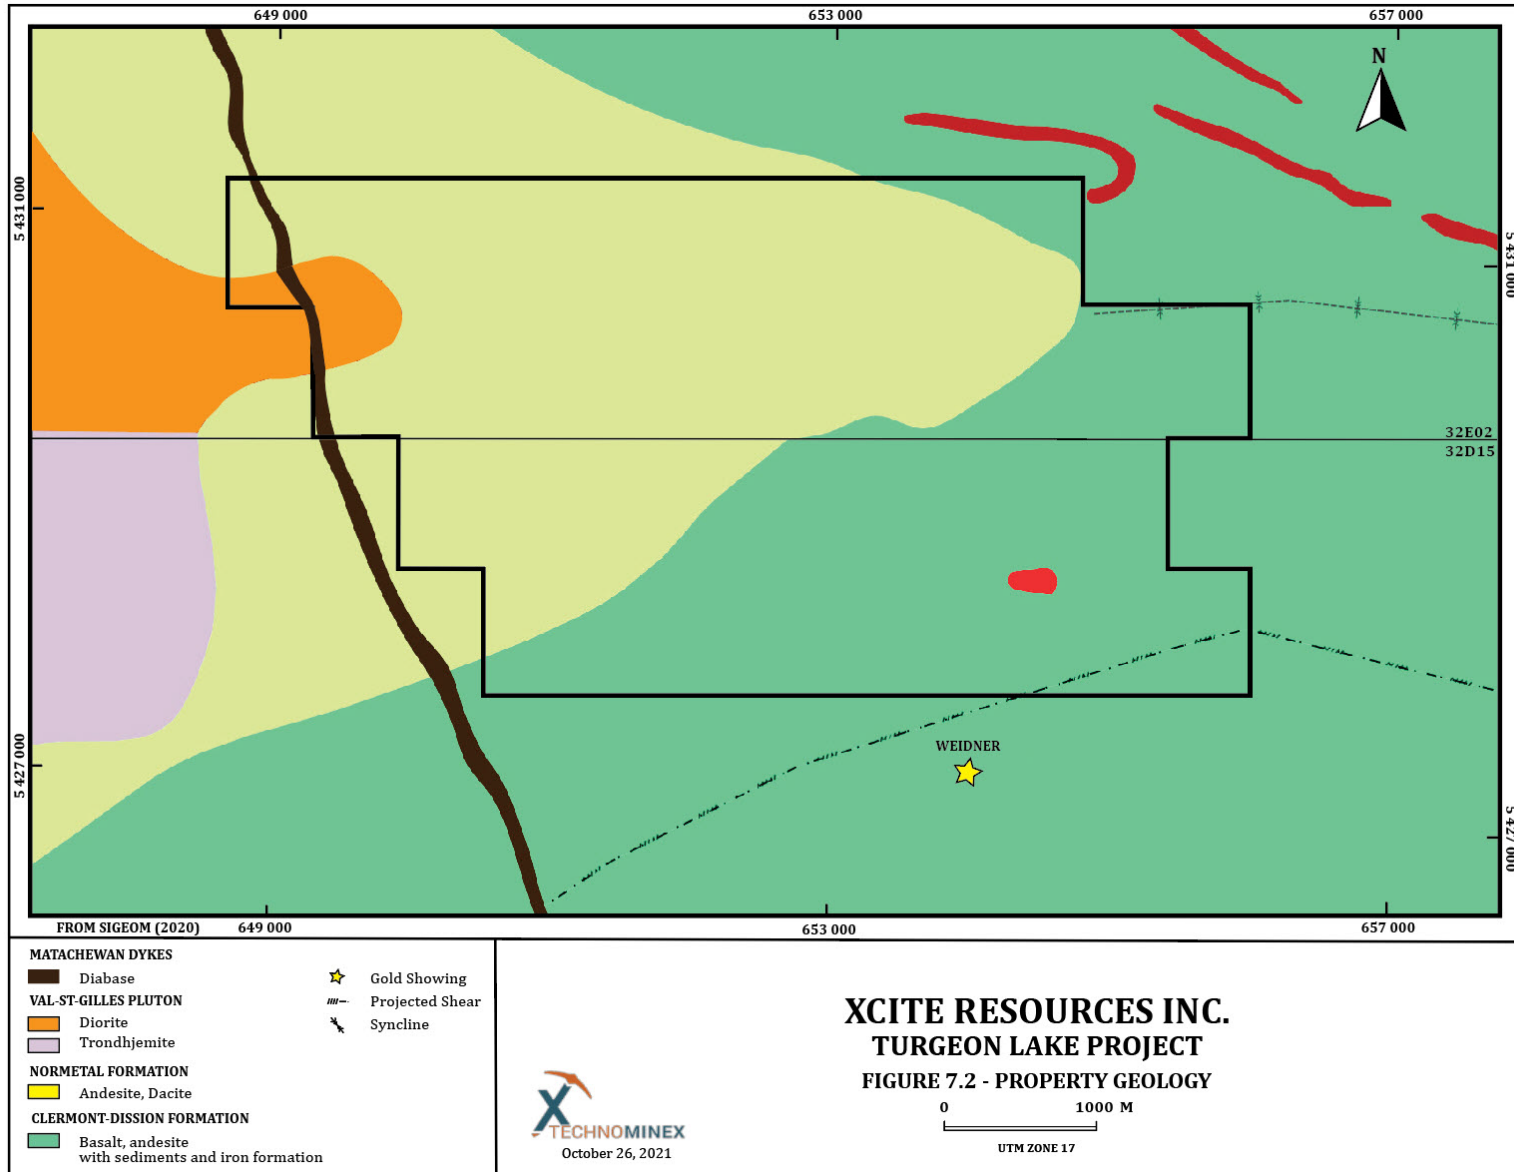 649 000
653 000
657 000
N
5 431 000
5 431 000
32E02
32D15
5 427 000
WEIDNER
5 427 000
FROM SIGEOM (2020)
649 000
653 000
657 000
MATACHEWAN DYKES
Diabase
VAL-ST-GILLES PLUTON
Diorite
Trondhjemite
NORMETAL FORMATION
Andesite, Dacite
CLERMONT-DISSION FORMATION
Basalt, andesite
with sediments and iron formation
Gold Showing
Projected Shear
Syncline
X
TECHNOMINEX
October 26, 2021
XCITE RESOURCES INC.
TURGEON LAKE PROJECT
FIGURE 7.2 - PROPERTY GEOLOGY
0 1000 M
UTM ZONE 17